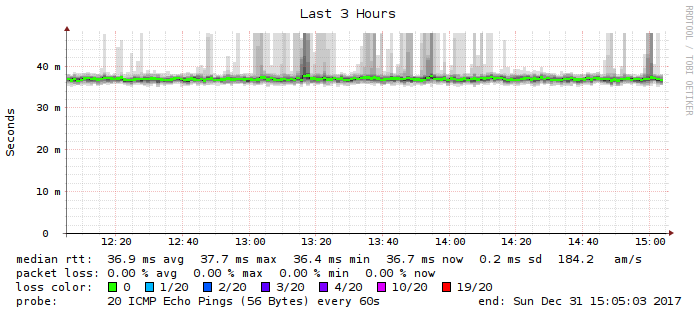 Last 3 Hours
RRDTOOL / TOBI OETIKER
Seconds
40 m
30 m
20 m
10 m
0
12:20 12:40 13:00 13:20 13:40 14:00 14:20 14:40 15:00
median rtt: 36.9 ms avg 37.7 ms max 36.4 ms min 36.7 ms now 0.2 ms sd 184.2 am/s
packet loss: 0.00 % avg 0.00 % max 0.00 % min 0.00 % now
loss color: 0 1/20 2/20 3/20 4/20 10/20 19/20
probe: 20 ICMP Echo Pings (56 Bytes) every 60s end: Sun Dec 31 15:05:03 2017